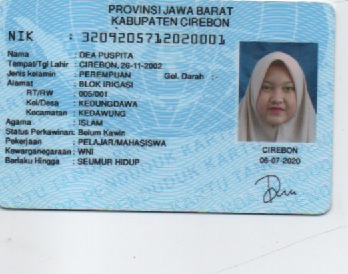 PROVINSI JAWA BARAT
KABUPATEN CIREBON
NIK : 3209205712020001
Nama : DEA PUSPITA
Tempat/Tgl Lahir : CIREBON, 26-11-2002
Jenis kelamin : PEREMPUAN Gol. Darah :
Alamat : BLOK IRIGASI
RT/RW : 005/001
Kel/Desa : KEDUNGDAWA
Kecamatan : KEDAWUNG
Agama : ISLAM
Status Perkawinan: Belum Kawin
Pekerjaan : PELAJAR/MAHASISWA
Kewarganegaraan: WNI
Berlaku Hingga : SEUMUR HIDUP
CIREBON
06-07-2020